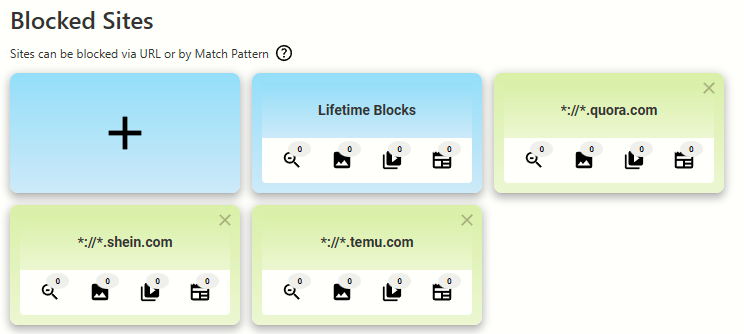 Blocked Sites
Sites can be blocked via URL or by Match Pattern ?
Lifetime Blocks
0 0 0 0
*://*.quora.com
0 0 0 0
*://*.shein.com
0 0 0 0
*://*.temu.com
0 0 0 0